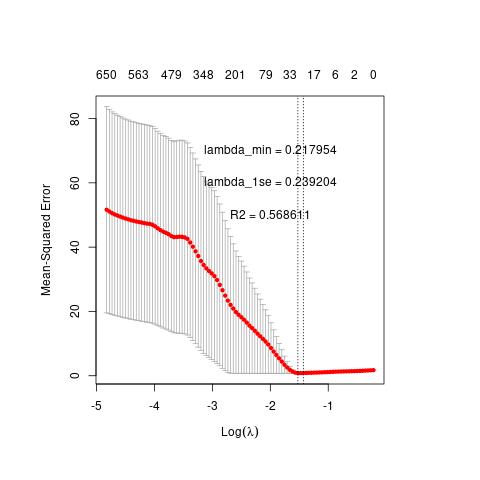 650 563 479 348 201 79 33 17 6 2 0
80
60
40
20
0
Mean-Squared Error
lambda_min = 0.217954
lambda_1se = 0.239204
R2 = 0.568611
-5 -4 -3 -2 -1
Log(λ)